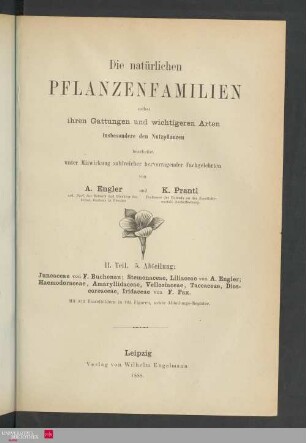 Die natürlichen
PFLANZENFAMILIEN
nebst
ihren Gattungen und wichtigeren Arten
insbesondere den Nutzpflanzen
bearbeitet
unter Mitwirkung zahlreicher hervorragender Fachgelehrten
von
A. Engler und K. Prantl
II. Teil. 5. Abteilung:
Juncaceae von F. Buchenau; Stemonaceae, Liliaceae von A. Engler;
Haemodoraceae, Amaryllidaceae, Velloziaceae, Taccaceae, Dios-
coreaceae, Iridaceae von F. Pax.
Leipzig
Verlag von Wilhelm Engelmann
1888.